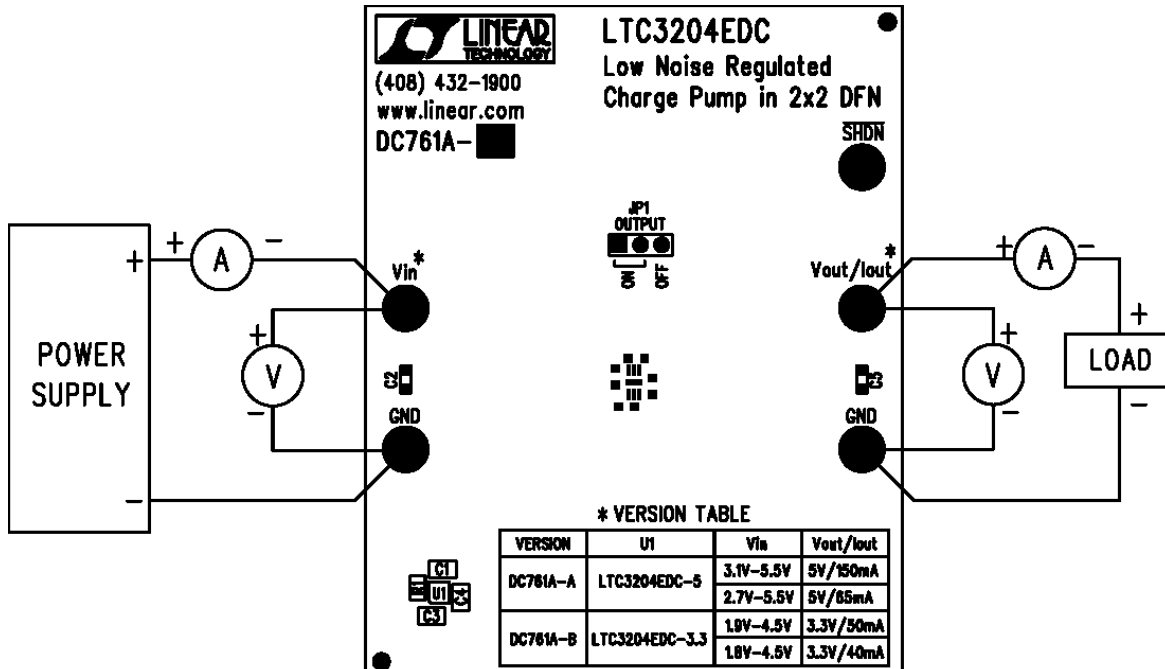 LINEAR
TECHNOLOGY
(408) 432-1900
www.linear.com
DC761A-
LTC3204EDC
Low Noise Regulated
Charge Pump in 2x2 DFN
SHDN
JP1
OUTPUT
ON
OFF
+
+ A -
Vin*
+
V
-
GND
-
POWER
SUPPLY
C2
Vout/Iout*
+ A -
+
V
-
GND
C5
+
LOAD
-
C1
R1
U1
C4
C3
* VERSION TABLE
VERSION U1 Vin Vout/Iout
DC761A-A LTC3204EDC-5 3.1V-5.5V 5V/150mA
2.7V-5.5V 5V/65mA
DC761A-B LTC3204EDC-3.3 1.9V-4.5V 3.3V/50mA
1.8V-4.5V 3.3V/40mA